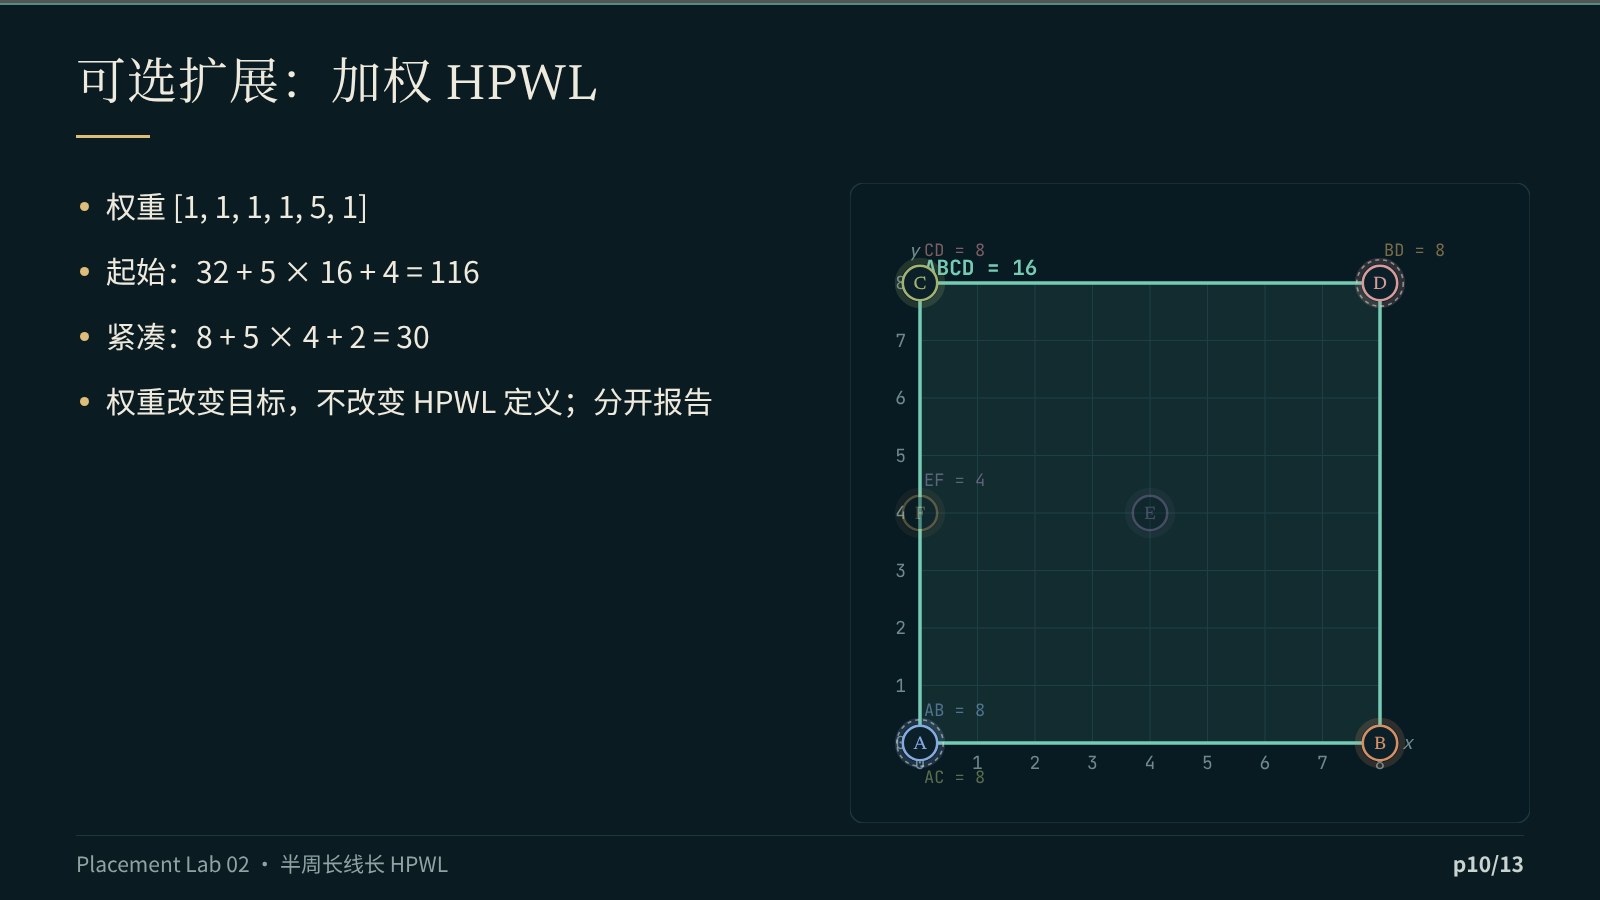 可选扩展：加权 HPWL
• 权重 [1, 1, 1, 1, 5, 1]
• 起始：32 + 5 × 16 + 4 = 116
• 紧凑：8 + 5 × 4 + 2 = 30
• 权重改变目标，不改变 HPWL 定义；分开报告
y CD = 8
BD = 8
ABCD = 16
8 C D
7
6
5
EF = 4
4 F E
3
2
1
AB = 8
A B x
0 1 2 3 4 5 6 7 8
AC = 8
Placement Lab 02 • 半周长线长 HPWL
p10/13